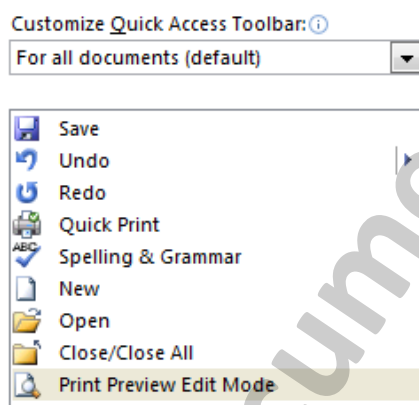 Customize Quick Access Toolbar:
For all documents (default)
Save
Undo
Redo
Quick Print
ABC
Spelling & Grammar
New
Open
Close/Close All
Print Preview Edit Mode